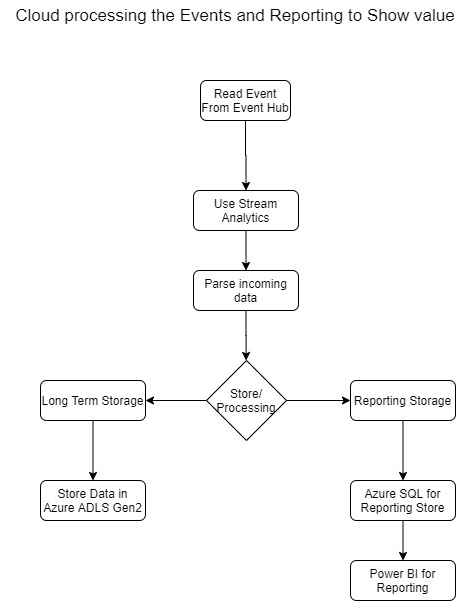 Cloud processing the Events and Reporting to Show value
Read Event
From Event Hub
Use Stream
Analytics
Parse incoming
data
Store/
Processing
Long Term Storage
Reporting Storage
Store Data in
Azure ADLS Gen2
Azure SQL for
Reporting Store
Power BI for
Reporting